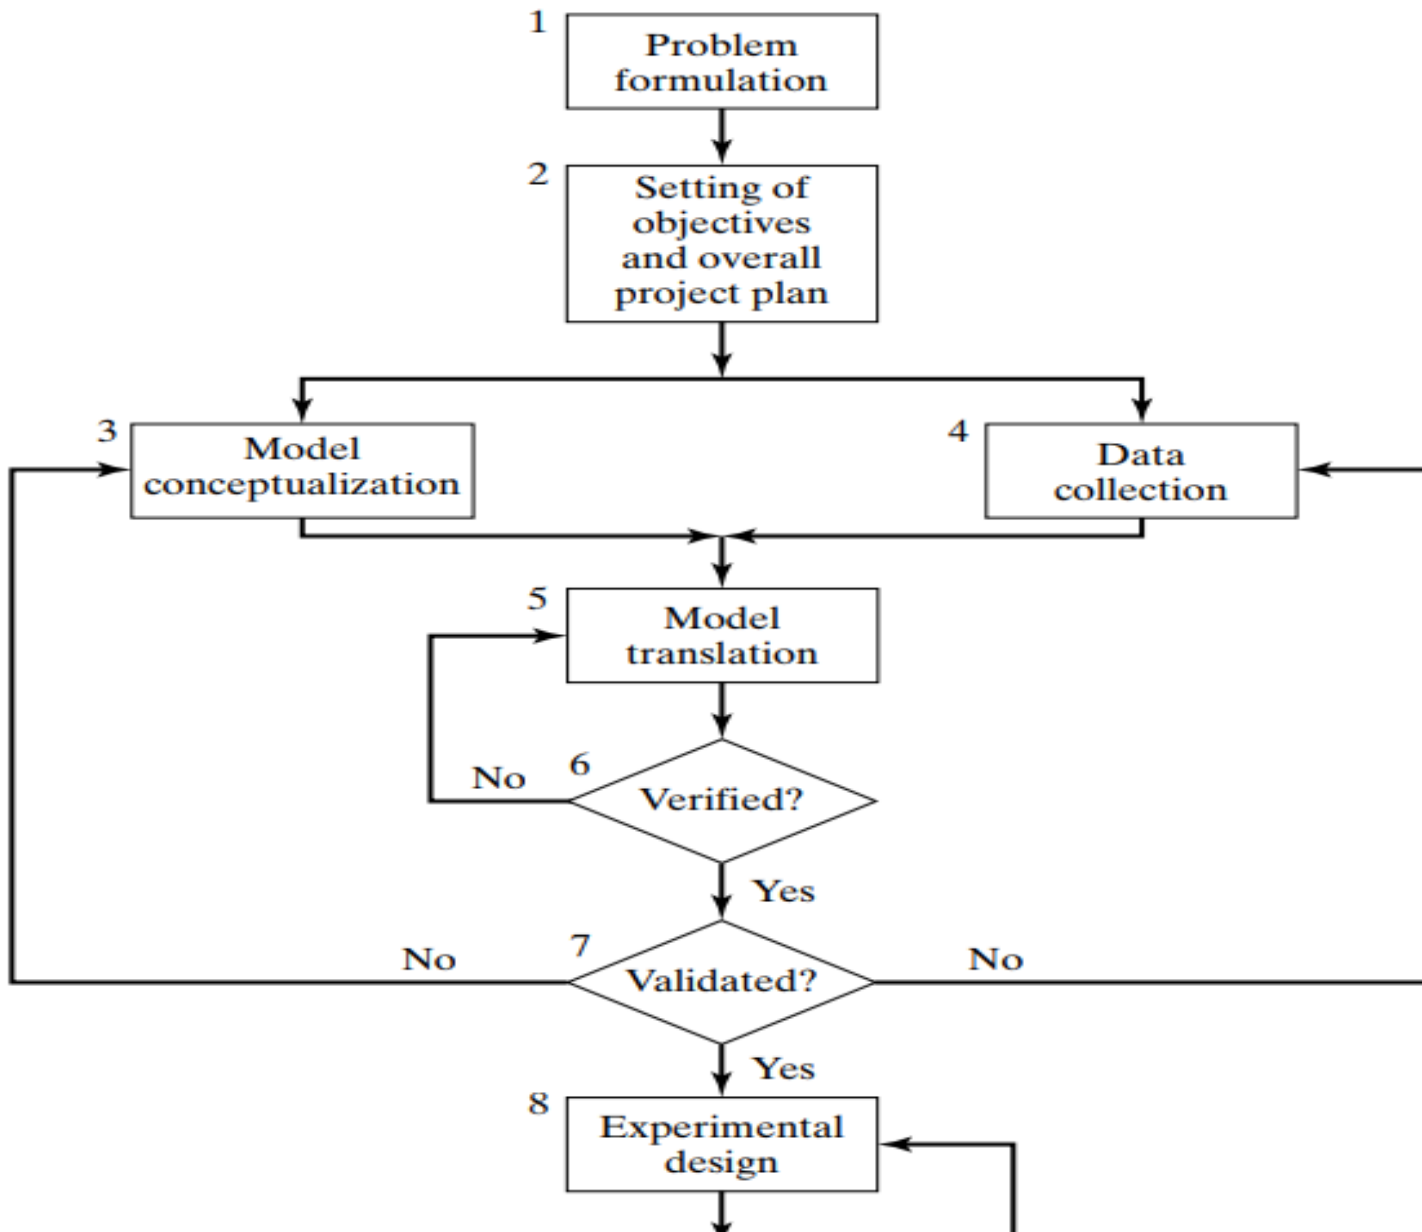 1
Problem
formulation
2
Setting of
objectives
and overall
project plan
3
Model
conceptualization
4
Data
collection
5
Model
translation
6
No
Verified?
Yes
7
No
Validated?
No
Yes
8
Experimental
design